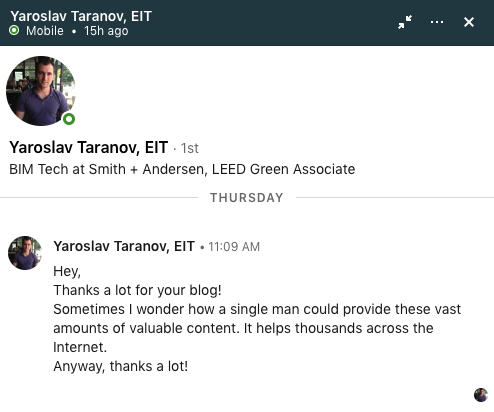 Yaroslav Taranov, EIT
Mobile • 15h ago
Yaroslav Taranov, EIT · 1st
BIM Tech at Smith + Andersen, LEED Green Associate
THURSDAY
Yaroslav Taranov, EIT • 11:09 AM
Hey,
Thanks a lot for your blog!
Sometimes I wonder how a single man could provide these vast
amounts of valuable content. It helps thousands across the
Internet.
Anyway, thanks a lot!